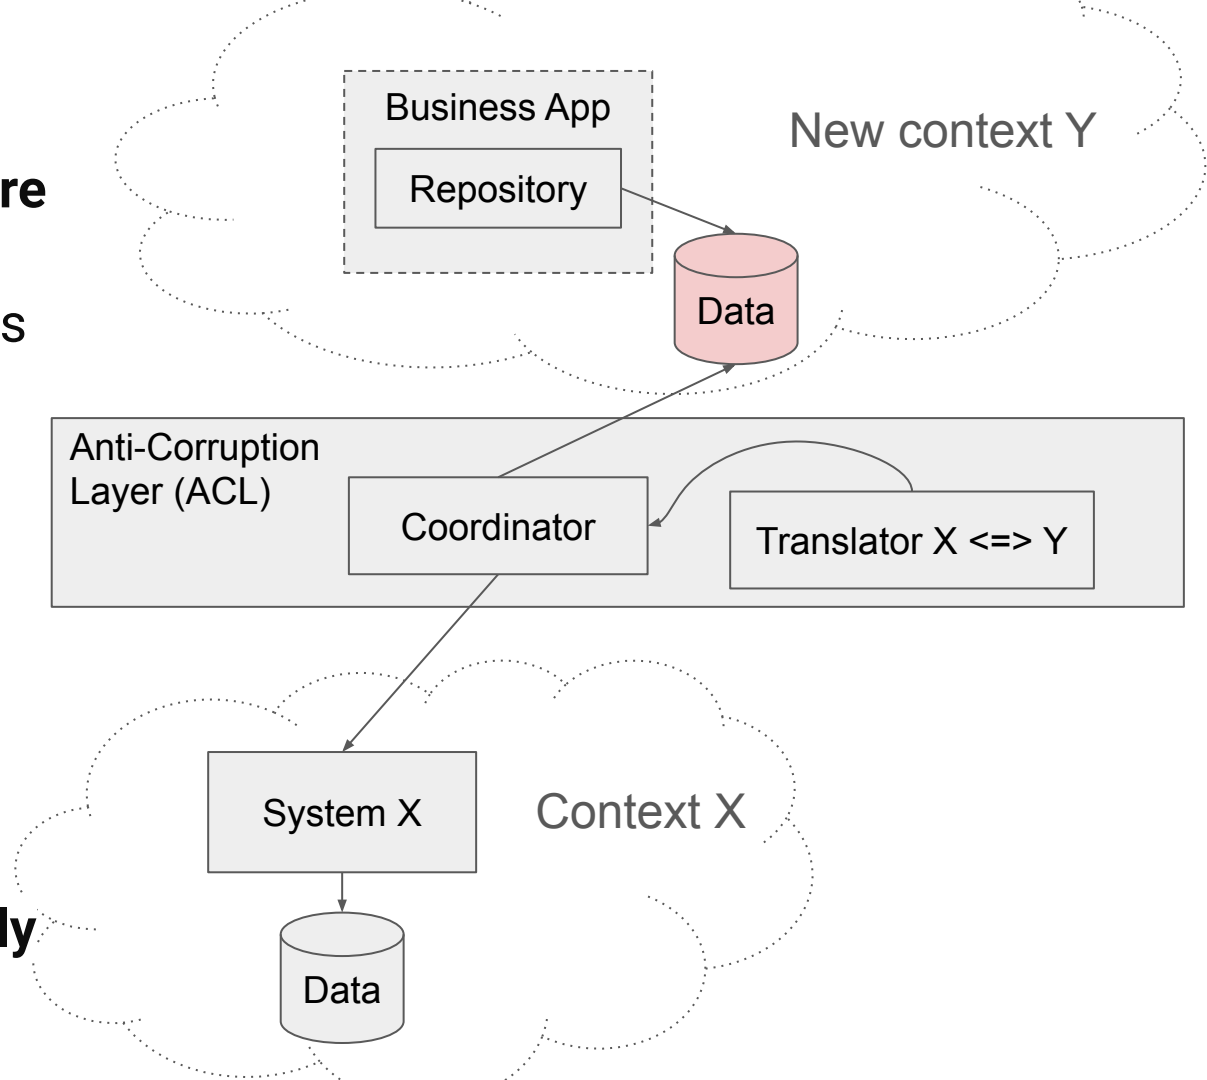 Business App
New context Y
re
Repository
s
Data
Anti-Corruption
Layer (ACL)
Coordinator
Translator X <=> Y
System X
Context X
ly
Data